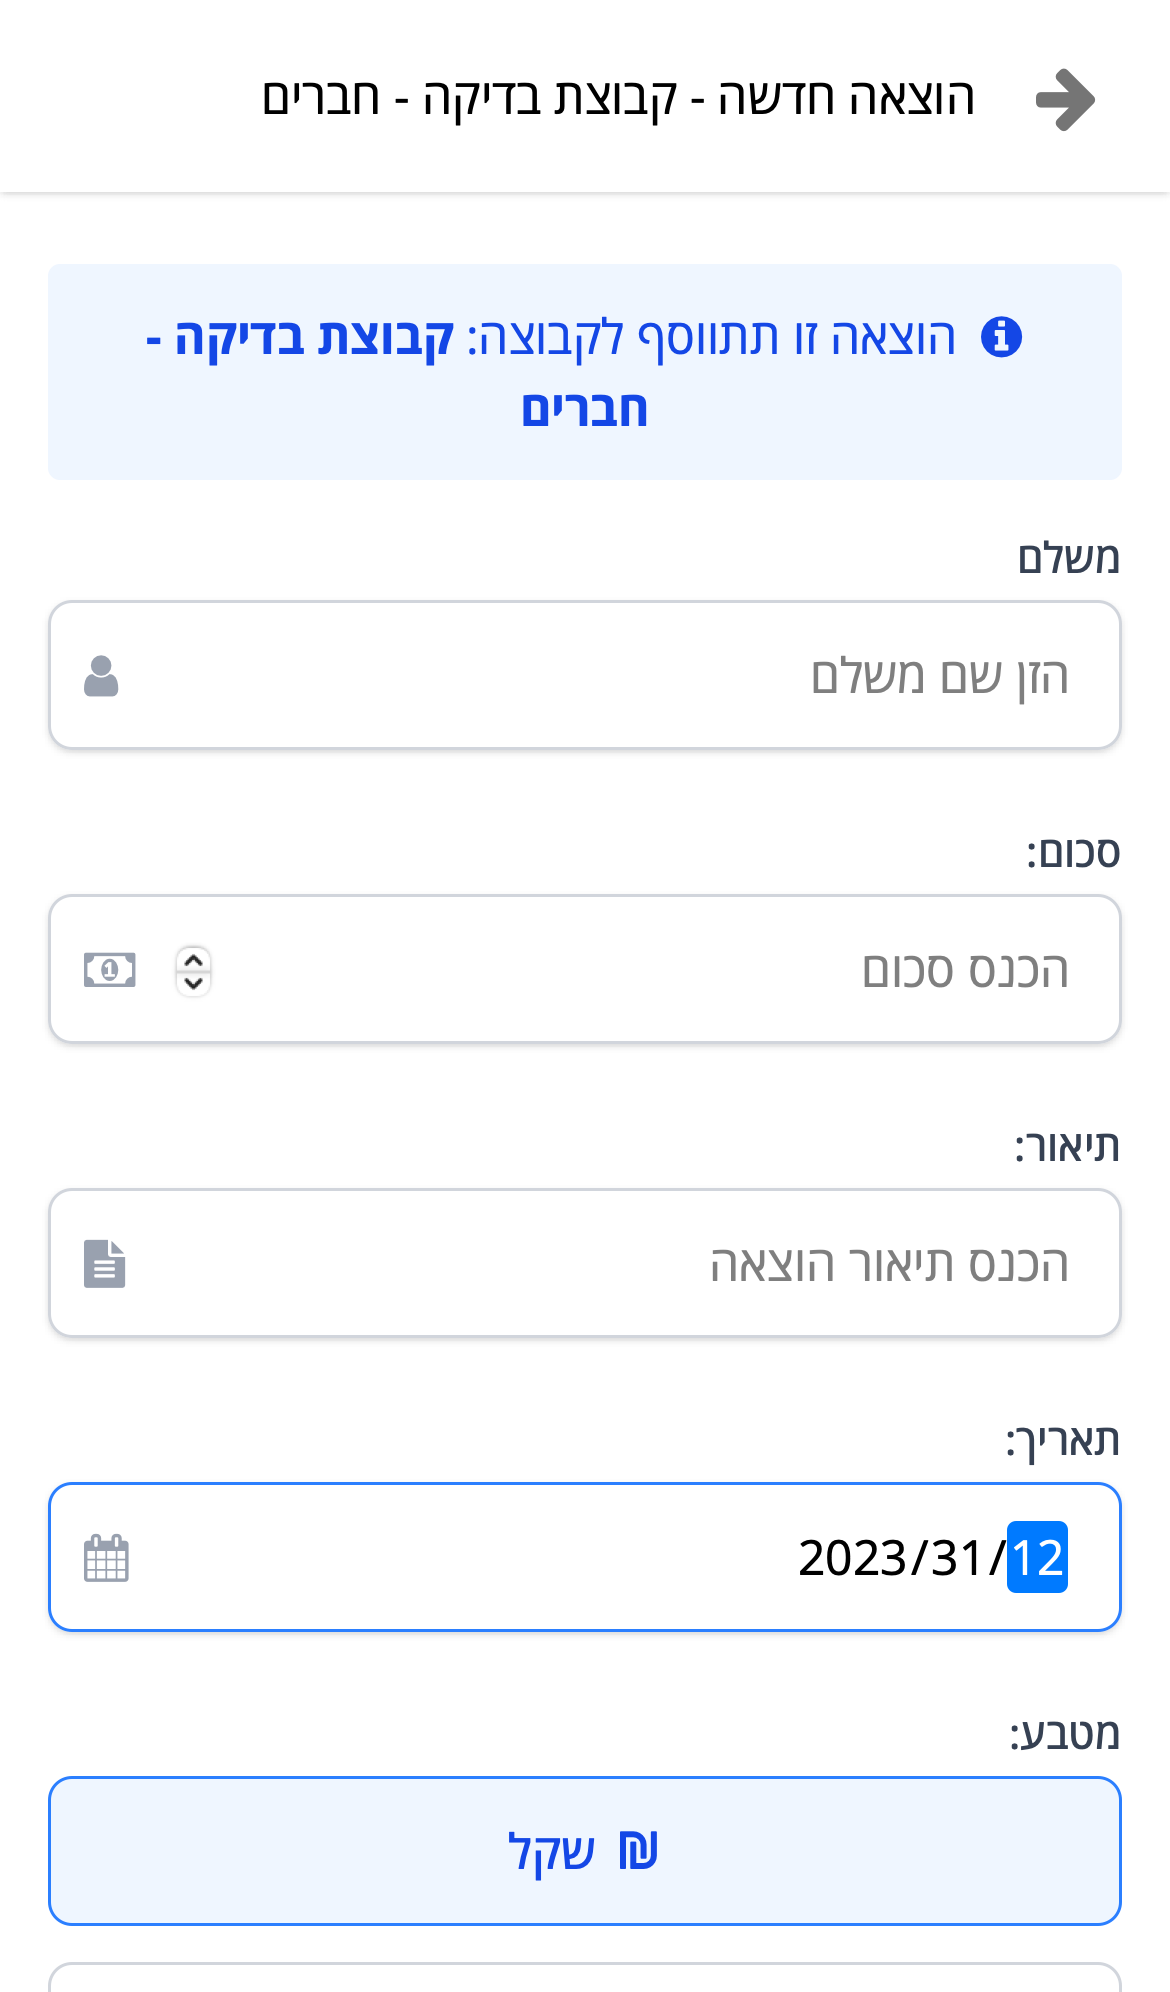 הוצאה חדשה - קבוצת בדיקה - חברים
הוצאה זו תתווסף לקבוצה: קבוצת בדיקה -
חברים
משלם
הזן שם משלם
סכום:
הכנס סכום
תיאור:
הכנס תיאור הוצאה
תאריך:
2023/31/12
מטבע:
₪ שקל